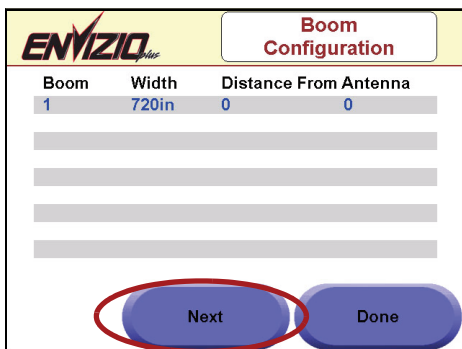 ENVIZIO plus
Boom
Configuration
Boom Width Distance From Antenna
1 720in 0 0
Next Done